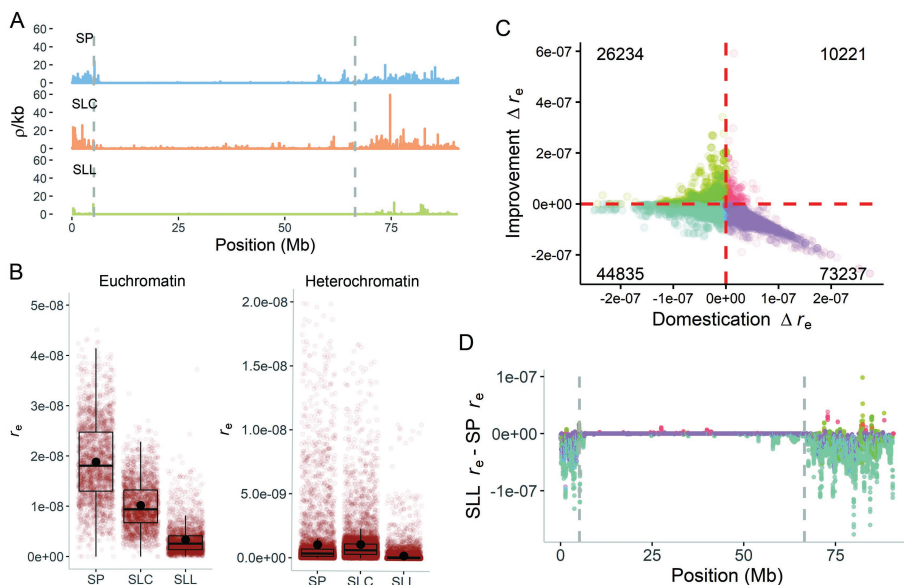 A
SP
60
40
20
0
SLC
60
40
20
0
SLL
60
40
20
0
ρ/kb
0 25 50 75
Position (Mb)
B
Euchromatin
5e-08
4e-08
3e-08
2e-08
1e-08
0e+00
re
SP SLC SLL
Heterochromatin
2.0e-08
1.5e-08
1.0e-08
5.0e-09
0.0e+00
re
SP SLC SLL
C
26234 10221
44835 73237
6e-07
4e-07
2e-07
0e+00
-2e-07
Improvement Δ re
-2e-07 -1e-07 0e+00 1e-07 2e-07
Domestication Δ re
D
1e-07
0e+00
-1e-07
SLL re - SP re
0 25 50 75
Position (Mb)